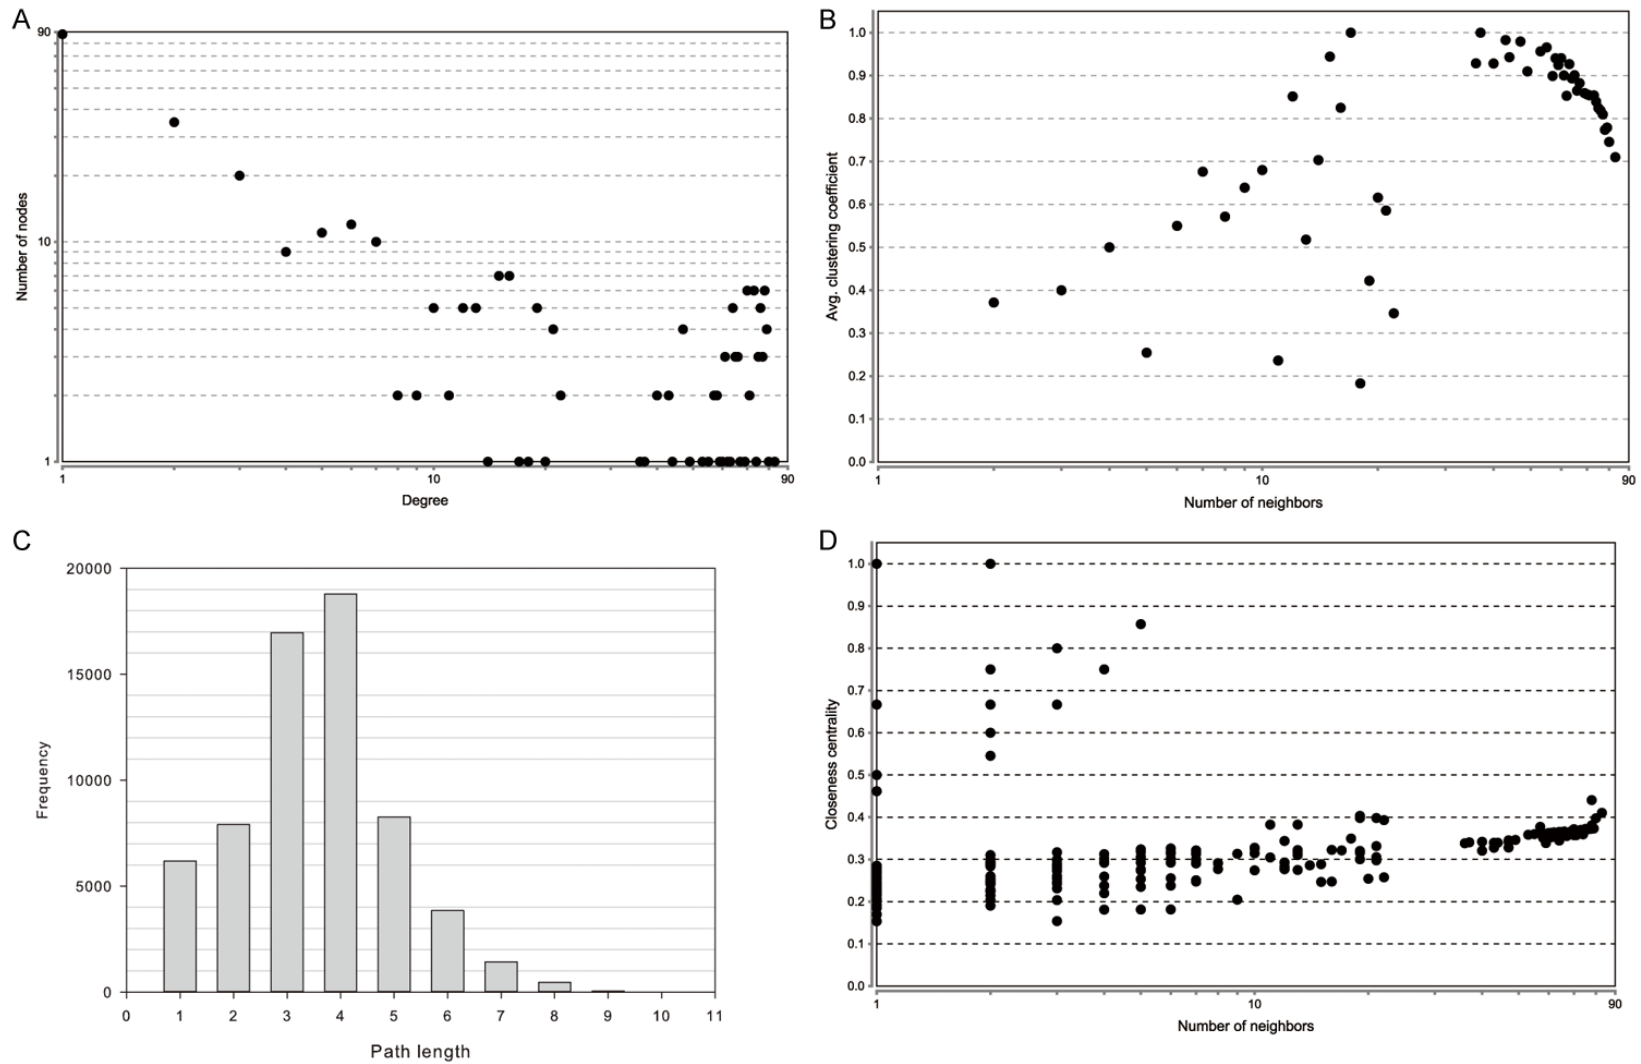 A
90
10
1
Number of nodes
1 10 90
Degree
B
1.0
0.9
0.8
0.7
0.6
0.5
0.4
0.3
0.2
0.1
0.0
Avg. clustering coefficient
1 10 90
Number of neighbors
C
20000
15000
10000
5000
0
Frequency
0 1 2 3 4 5 6 7 8 9 10 11
Path length
D
1.0
0.9
0.8
0.7
0.6
0.5
0.4
0.3
0.2
0.1
0.0
Closeness centrality
1 10 90
Number of neighbors